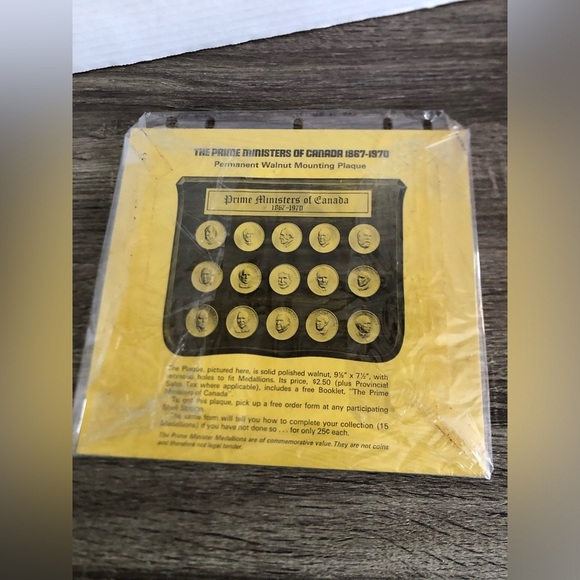 THE PRIME MINISTERS OF CANADA 1867-1970
Permanent Walnut Mounting Plaque
Prime Ministers of Canada
1867-1970
The Plaque, pictured here, is solid polished walnut, 9⅜" x 7½", with
holes to fit Medallions. Its price, $2.50 (plus Provincial
Sales Tax where applicable), includes a free Booklet, "The Prime
Ministers of Canada".
To get this plaque, pick up a free order form at any participating
Shell Station.
The same form will tell you how to complete your collection (15
Medallions) if you have not done so . . . for only 25¢ each.
The Prime Minister Medallions are of commemorative value. They are not coins
and therefore not legal tender.